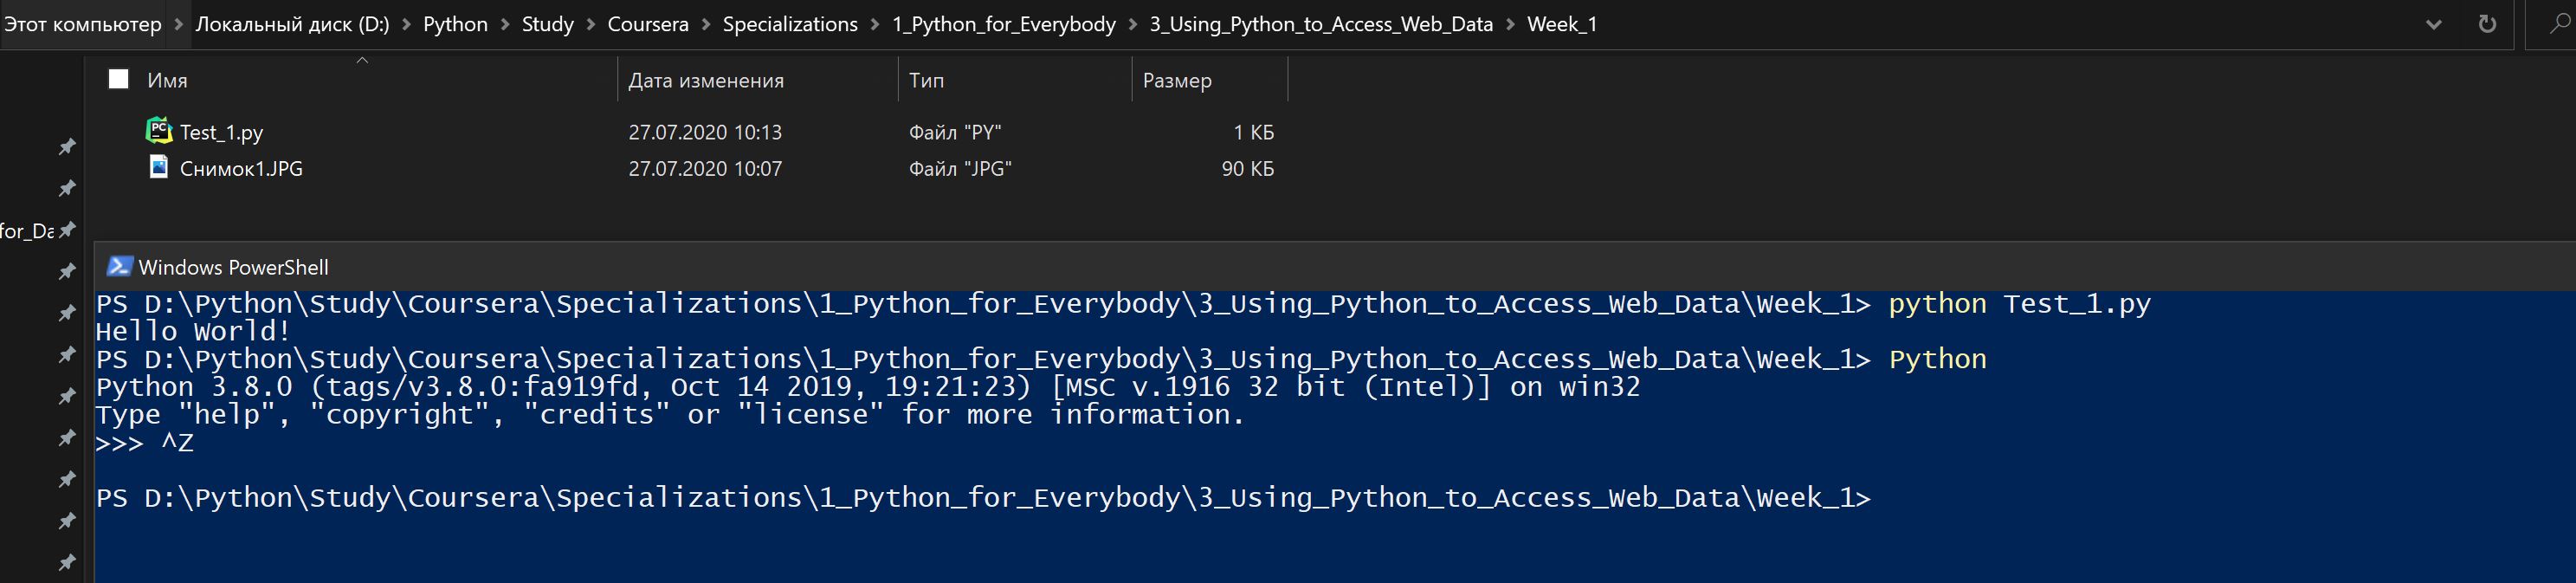 Этот компьютер > Локальный диск (D:) > Python > Study > Coursera > Specializations > 1_Python_for_Everybody > 3_Using_Python_to_Access_Web_Data > Week_1
Имя Дата изменения Тип Размер
Test_1.py 27.07.2020 10:13 Файл "PY" 1 КБ
Снимок1.JPG 27.07.2020 10:07 Файл "JPG" 90 КБ
for_Da
Windows PowerShell
PS D:\Python\Study\Coursera\Specializations\1_Python_for_Everybody\3_Using_Python_to_Access_Web_Data\Week_1> python Test_1.py
Hello World!
PS D:\Python\Study\Coursera\Specializations\1_Python_for_Everybody\3_Using_Python_to_Access_Web_Data\Week_1> Python
Python 3.8.0 (tags/v3.8.0:fa919fd, Oct 14 2019, 19:21:23) [MSC v.1916 32 bit (Intel)] on win32
Type "help", "copyright", "credits" or "license" for more information.
>>> ^Z
PS D:\Python\Study\Coursera\Specializations\1_Python_for_Everybody\3_Using_Python_to_Access_Web_Data\Week_1>